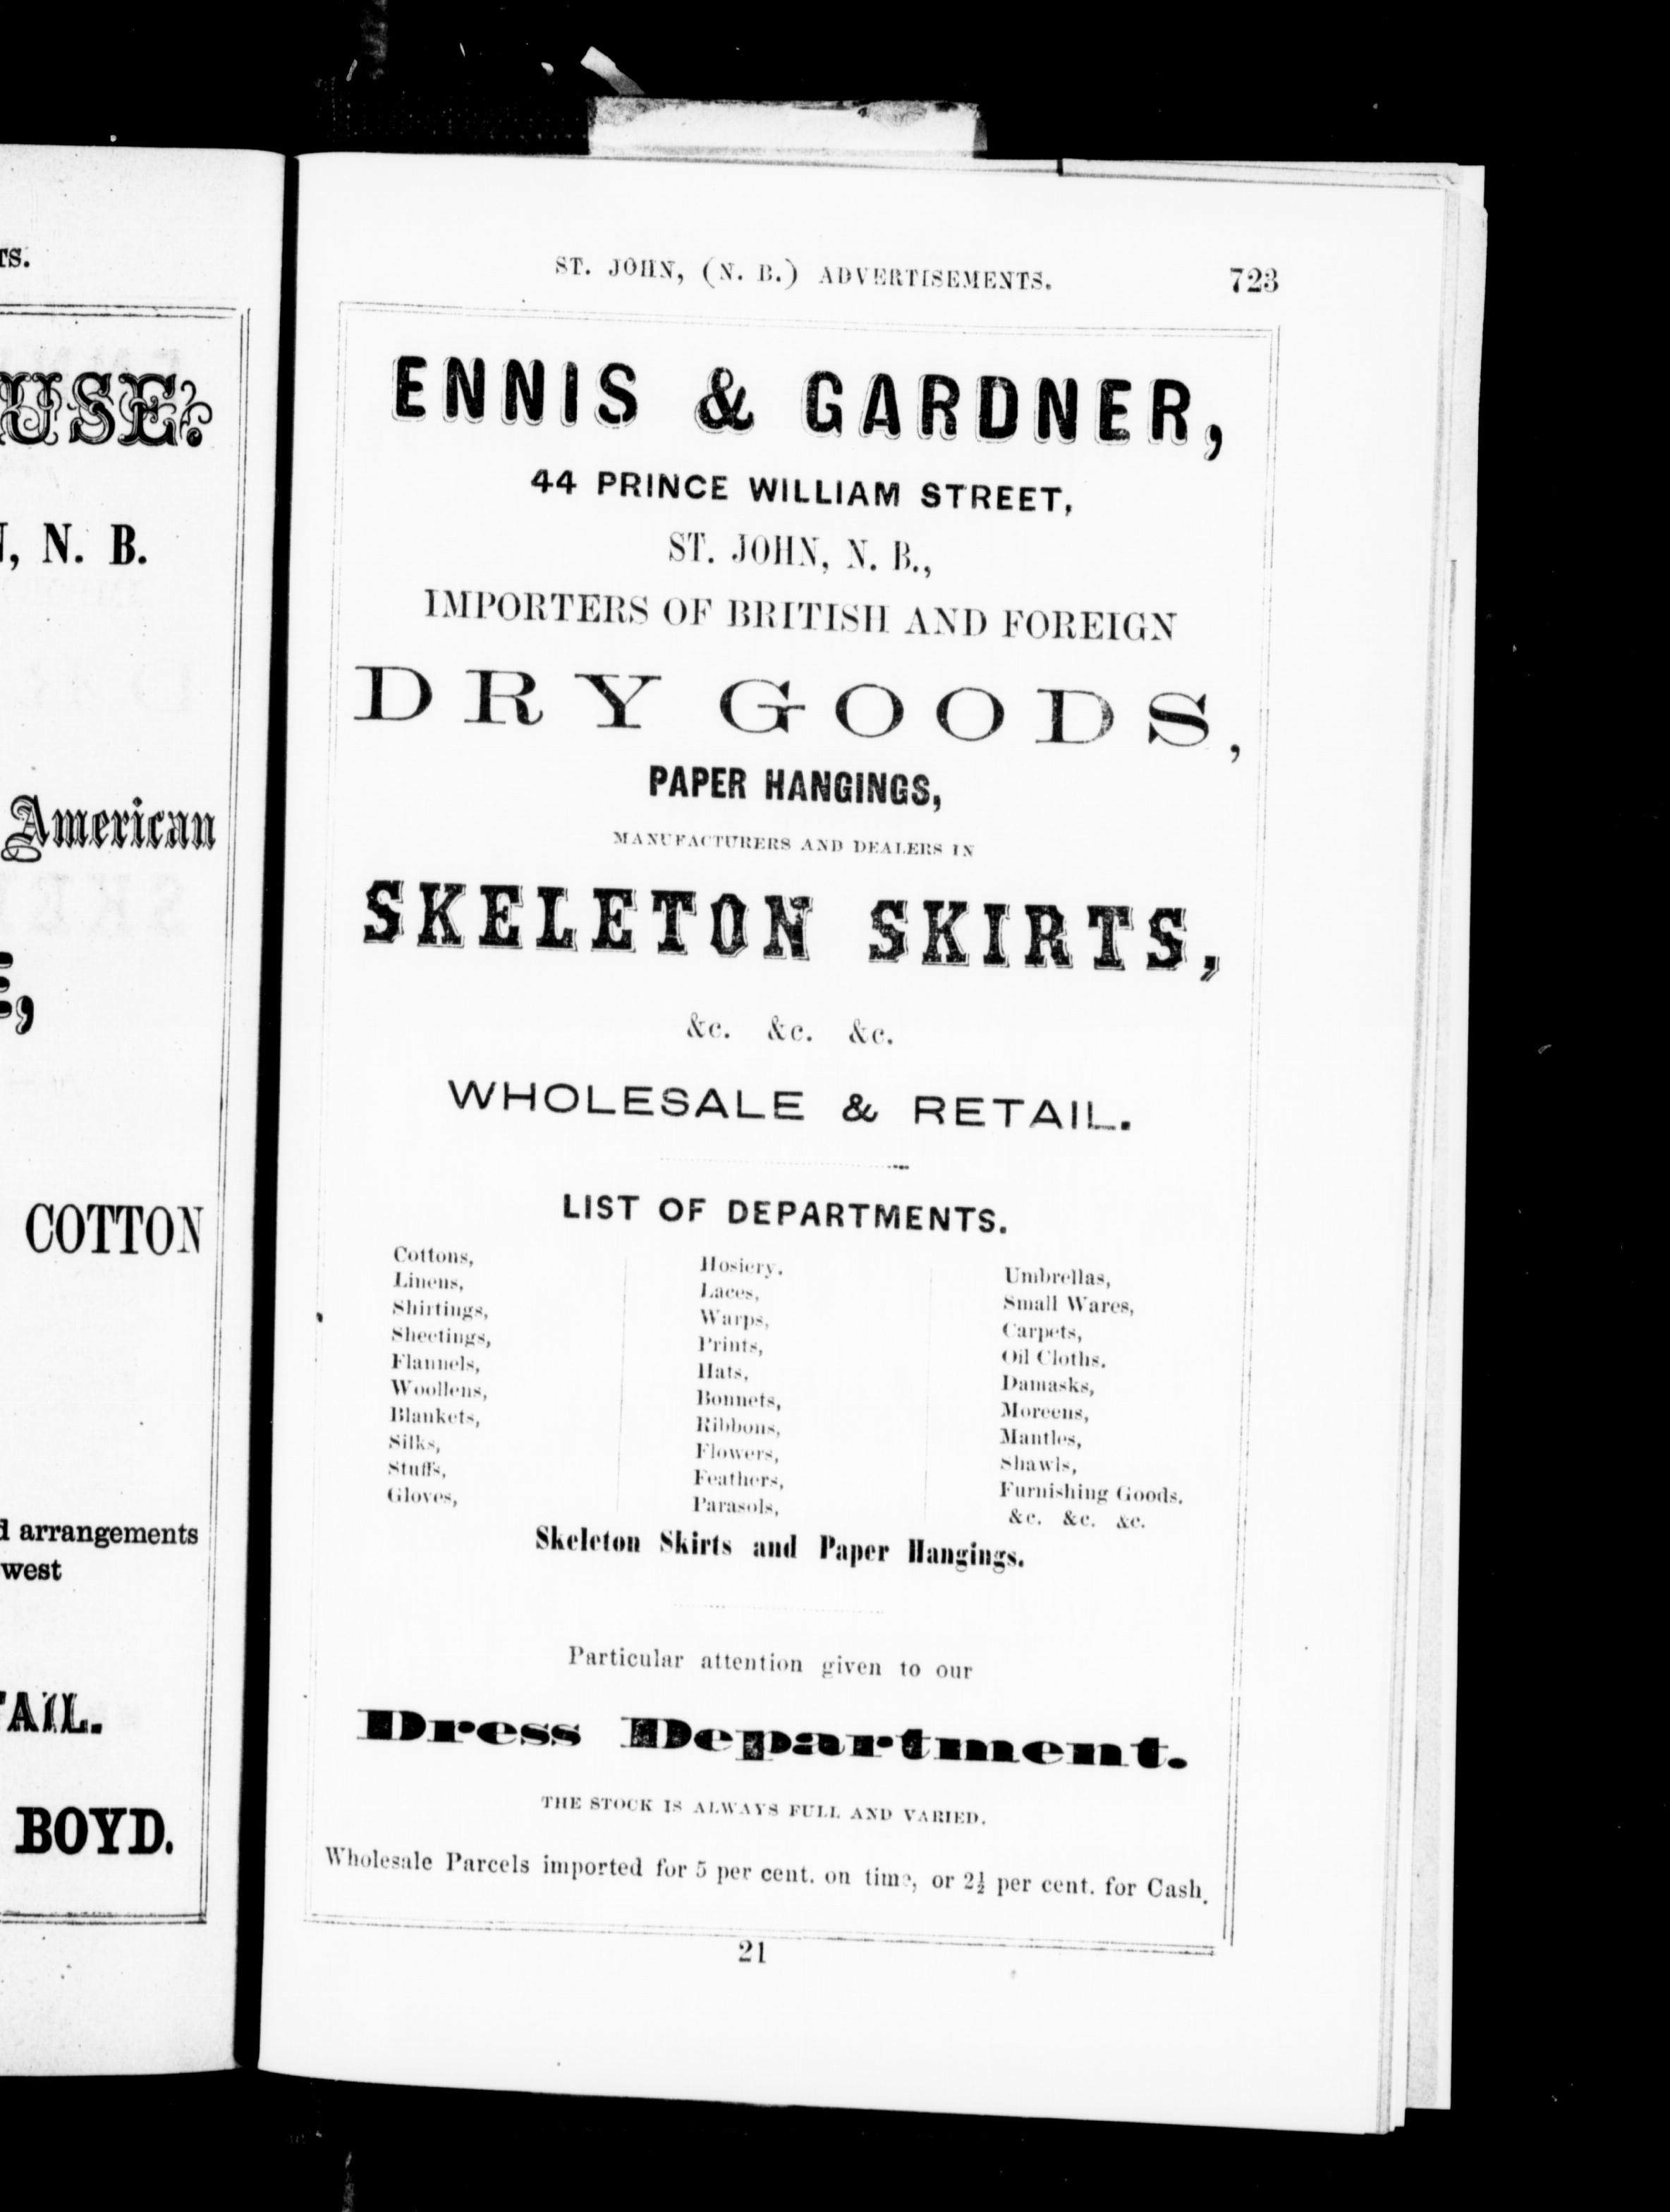 TS.
USE.
N. B.
American
COTTON
arrangements
west
AIL.
BOYD.
ST. JOHN, (N. B.) ADVERTISEMENTS. 723
ENNIS & GARDNER,
44 PRINCE WILLIAM STREET,
ST. JOHN, N. B.,
IMPORTERS OF BRITISH AND FOREIGN
DRY GOODS,
PAPER HANGINGS,
MANUFACTURERS AND DEALERS IN
SKELETON SKIRTS,
&c. &c. &c.
WHOLESALE & RETAIL.
LIST OF DEPARTMENTS.
Cottons,
Linens,
Shirtings,
Sheetings,
Flannels,
Woollens,
Blankets,
Silks,
Stuffs,
Gloves,
Hosiery.
Laces,
Warps,
Prints,
Hats,
Bonnets,
Ribbons,
Flowers,
Feathers,
Parasols,
Umbrellas,
Small Wares,
Carpets,
Oil Cloths.
Damasks,
Moreens,
Mantles,
Shawls,
Furnishing Goods.
&c. &c. &c.
Skeleton Skirts and Paper Hangings.
Particular attention given to our
Dress Department.
THE STOCK IS ALWAYS FULL AND VARIED.
Wholesale Parcels imported for 5 per cent. on time, or 2½ per cent. for Cash.
21